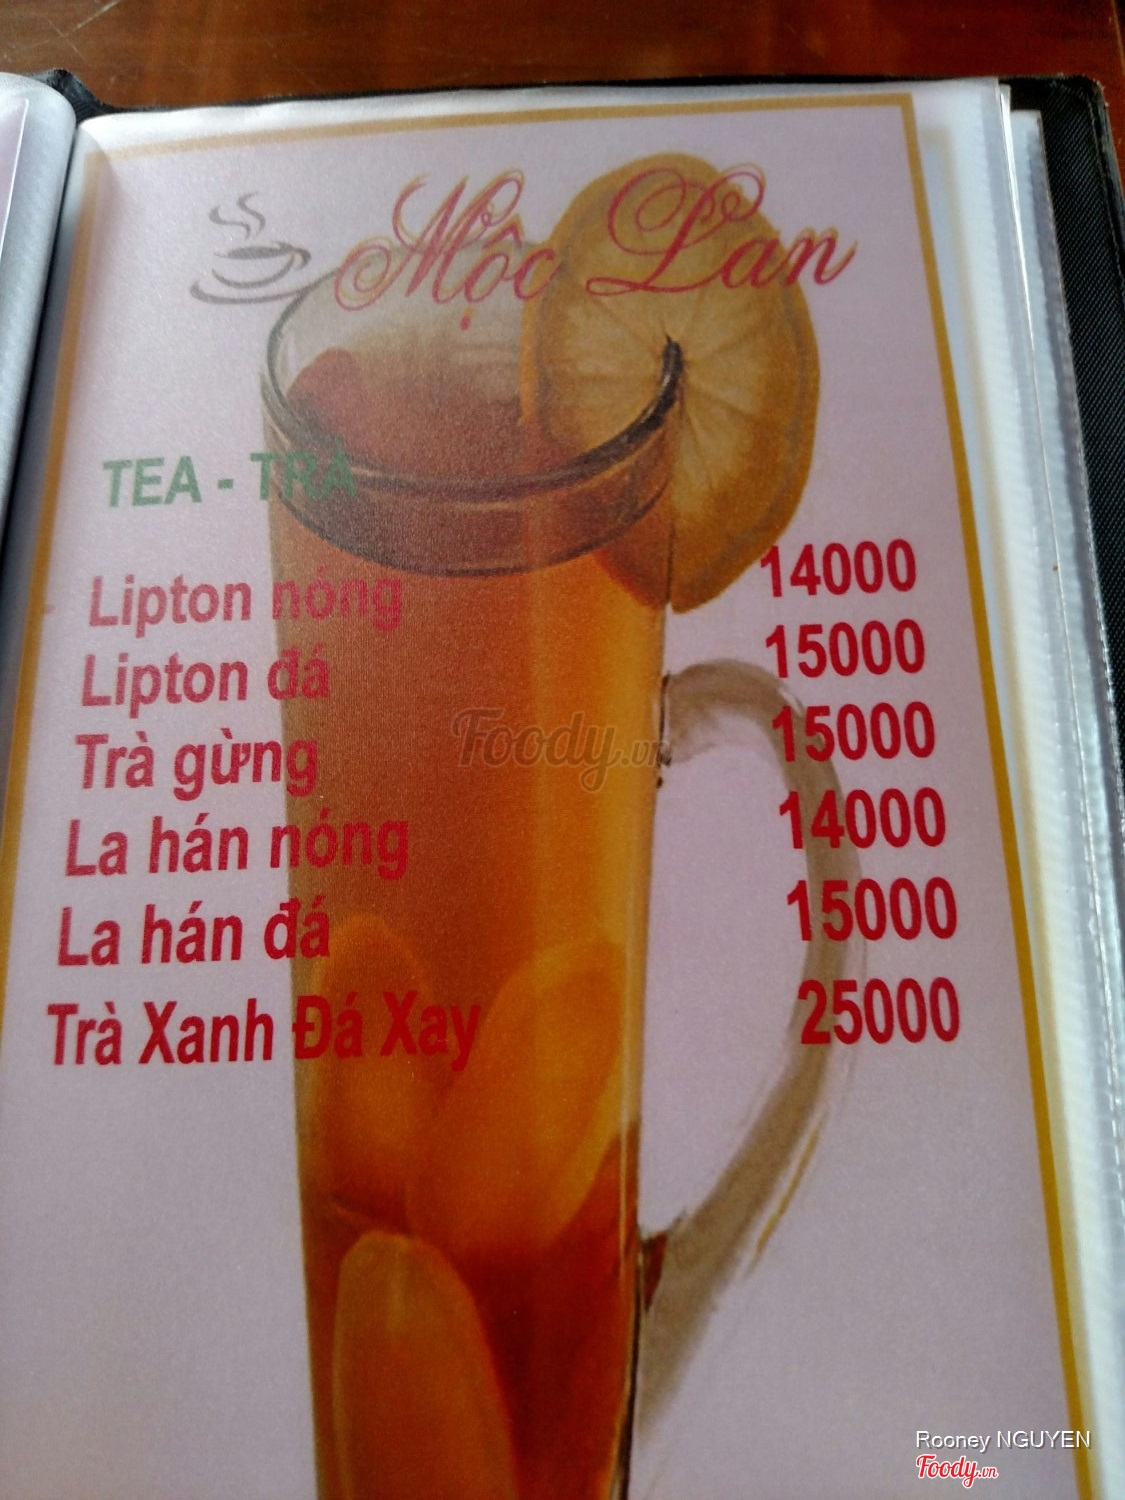 Mộc Lan
TEA - TRÀ
Lipton nóng 14000
Lipton đá 15000
Trà gừng 15000
La hán nóng 14000
La hán đá 15000
Trà Xanh Đá Xay 25000
Foody.vn
Rooney NGUYEN
Foody.vn